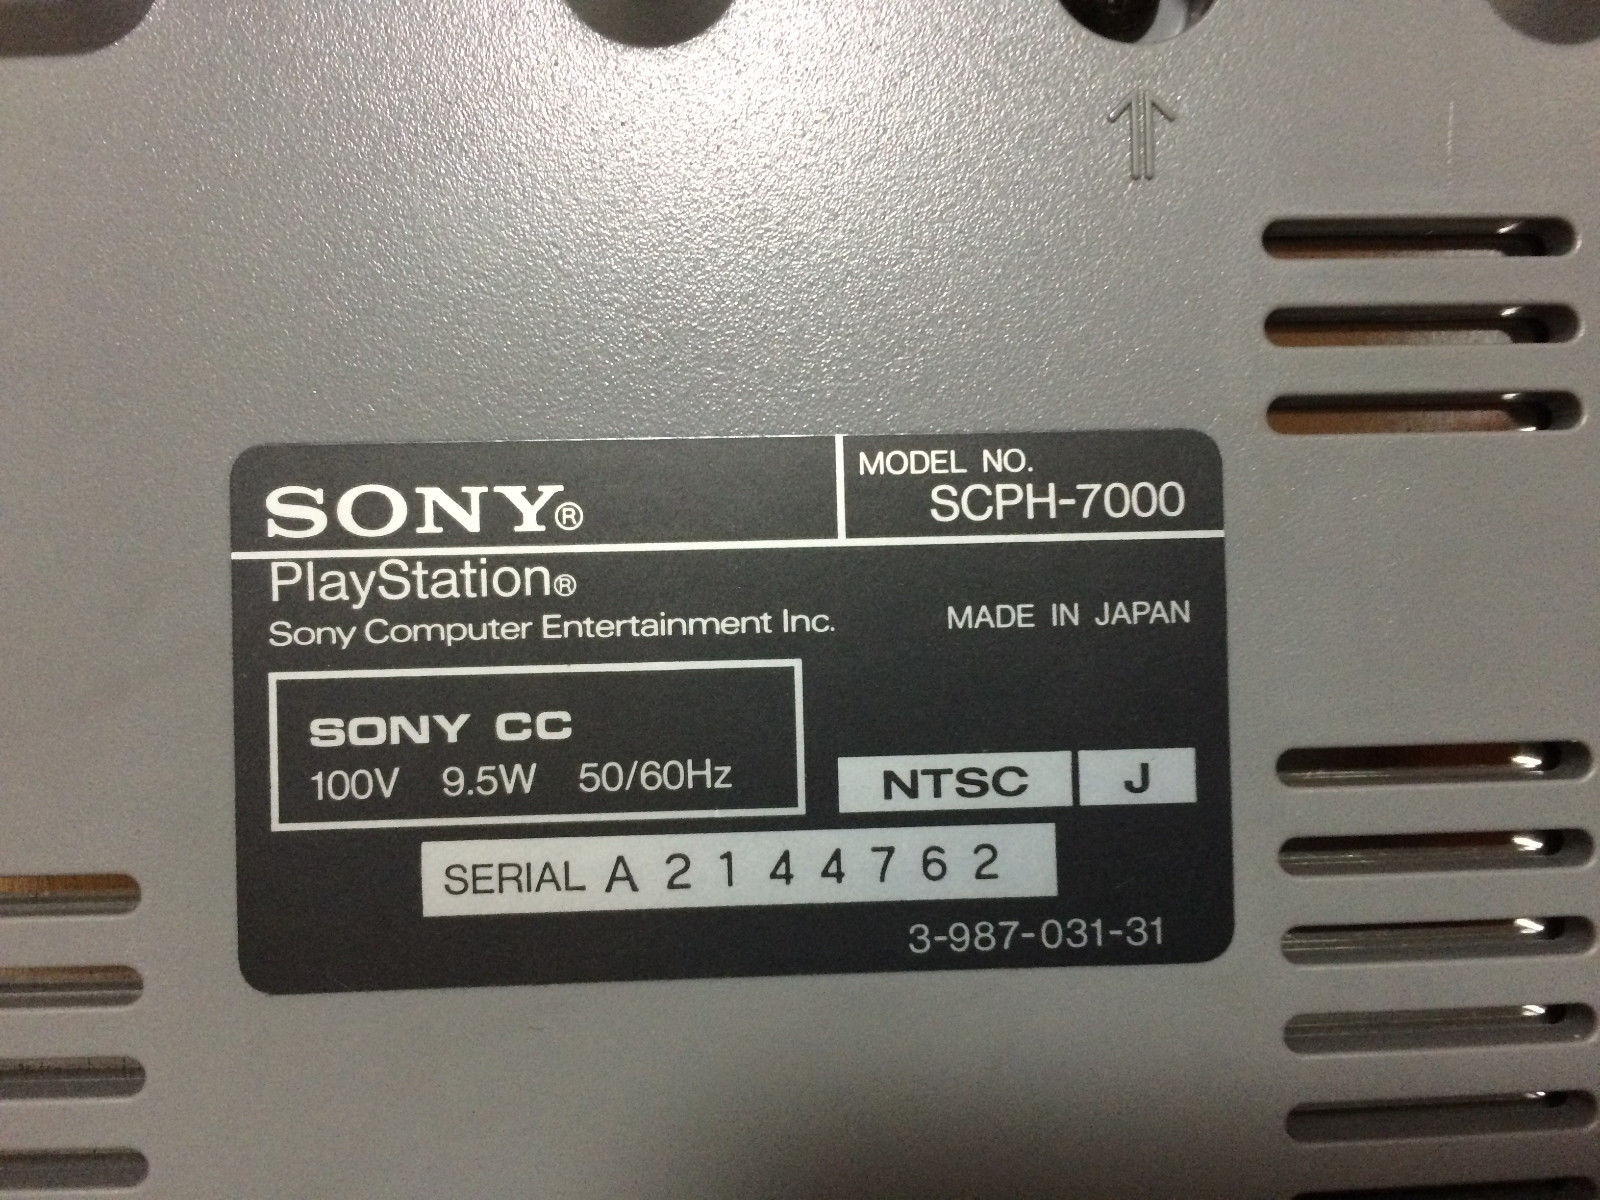 SONY®
MODEL NO.
SCPH-7000
PlayStation®
Sony Computer Entertainment Inc.
MADE IN JAPAN
SONY CC
100V 9.5W 50/60Hz
NTSC J
SERIAL A 2 1 4 4 7 6 2
3-987-031-31